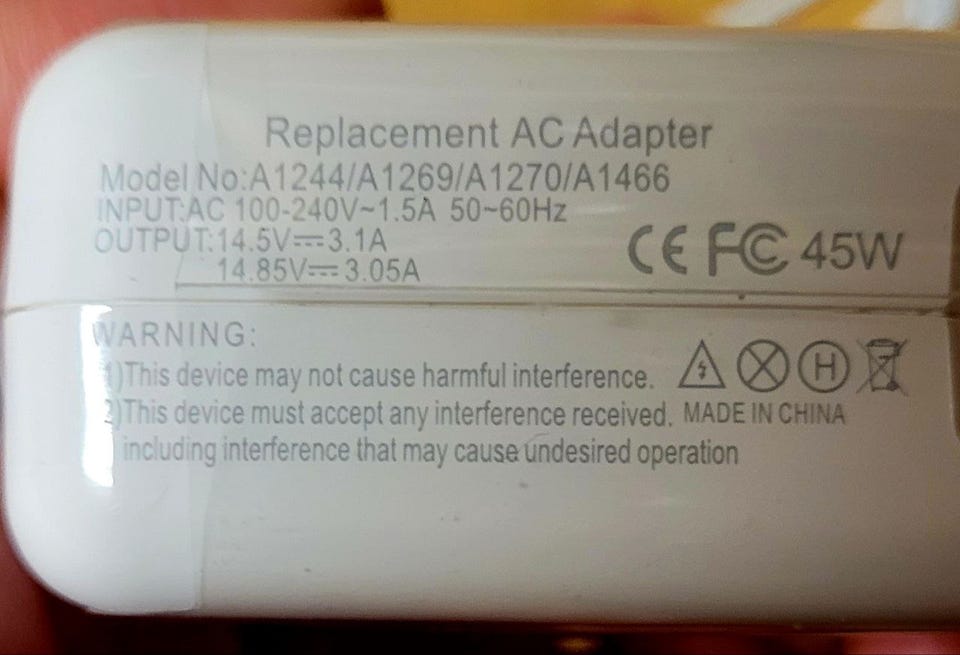 Replacement AC Adapter
Model No:A1244/A1269/A1270/A1466
INPUT:AC 100-240V~1.5A 50~60Hz
OUTPUT:14.5V⎓3.1A
14.85V⎓3.05A
CE FC 45W
WARNING:
1)This device may not cause harmful interference.
2)This device must accept any interference received.
including interference that may cause undesired operation
H
MADE IN CHINA